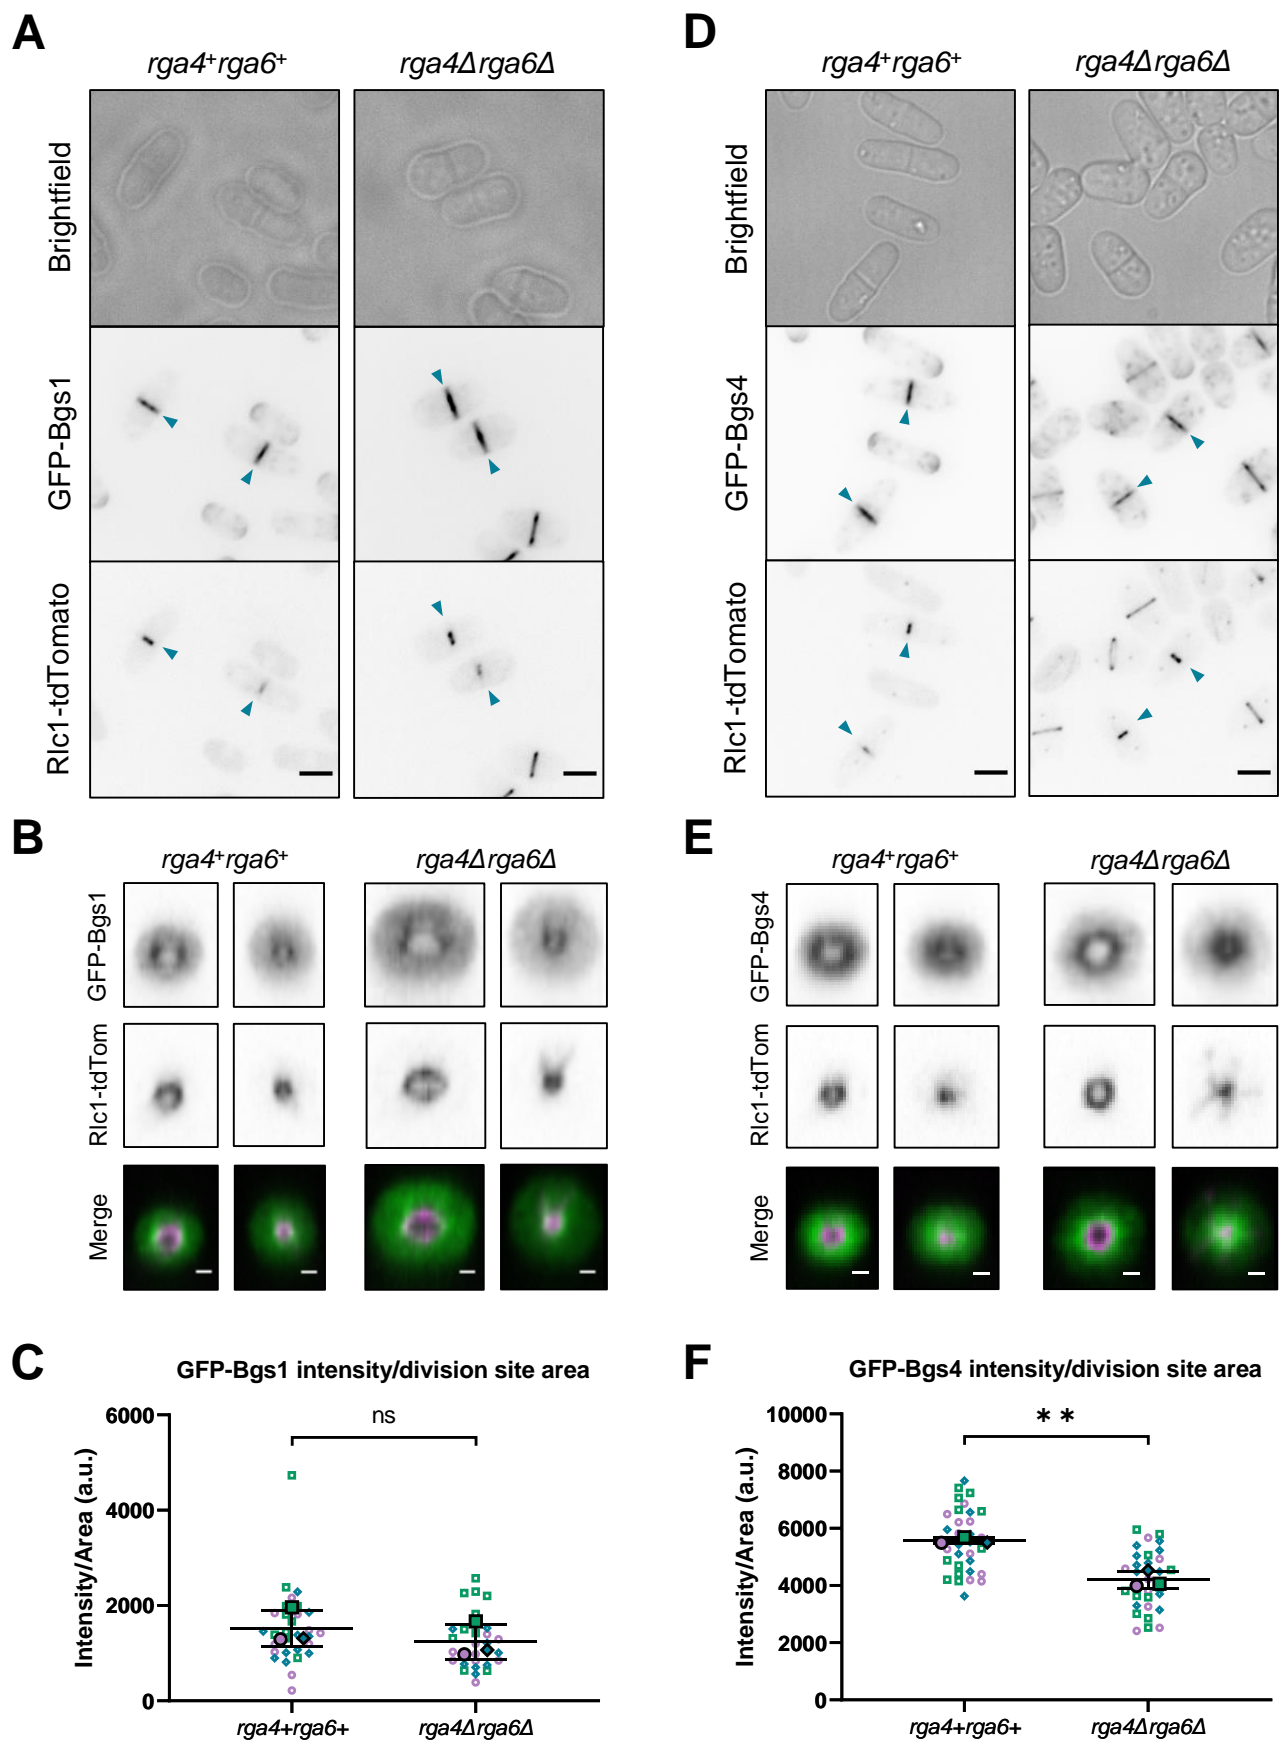 A
rga4+rga6+
rga4Δrga6Δ
Brightfield
GFP-Bgs1
Rlc1-tdTomato
B
rga4+rga6+
rga4Δrga6Δ
GFP-Bgs1
Rlc1-tdTom
Merge
C
GFP-Bgs1 intensity/division site area
Intensity/Area (a.u.)
6000
4000
2000
0
ns
rga4+rga6+
rga4Δrga6Δ
D
rga4+rga6+
rga4Δrga6Δ
Brightfield
GFP-Bgs4
Rlc1-tdTomato
E
rga4+rga6+
rga4Δrga6Δ
GFP-Bgs4
Rlc1-tdTom
Merge
F
GFP-Bgs4 intensity/division site area
Intensity/Area (a.u.)
10000
8000
6000
4000
2000
0
**
rga4+rga6+
rga4Δrga6Δ